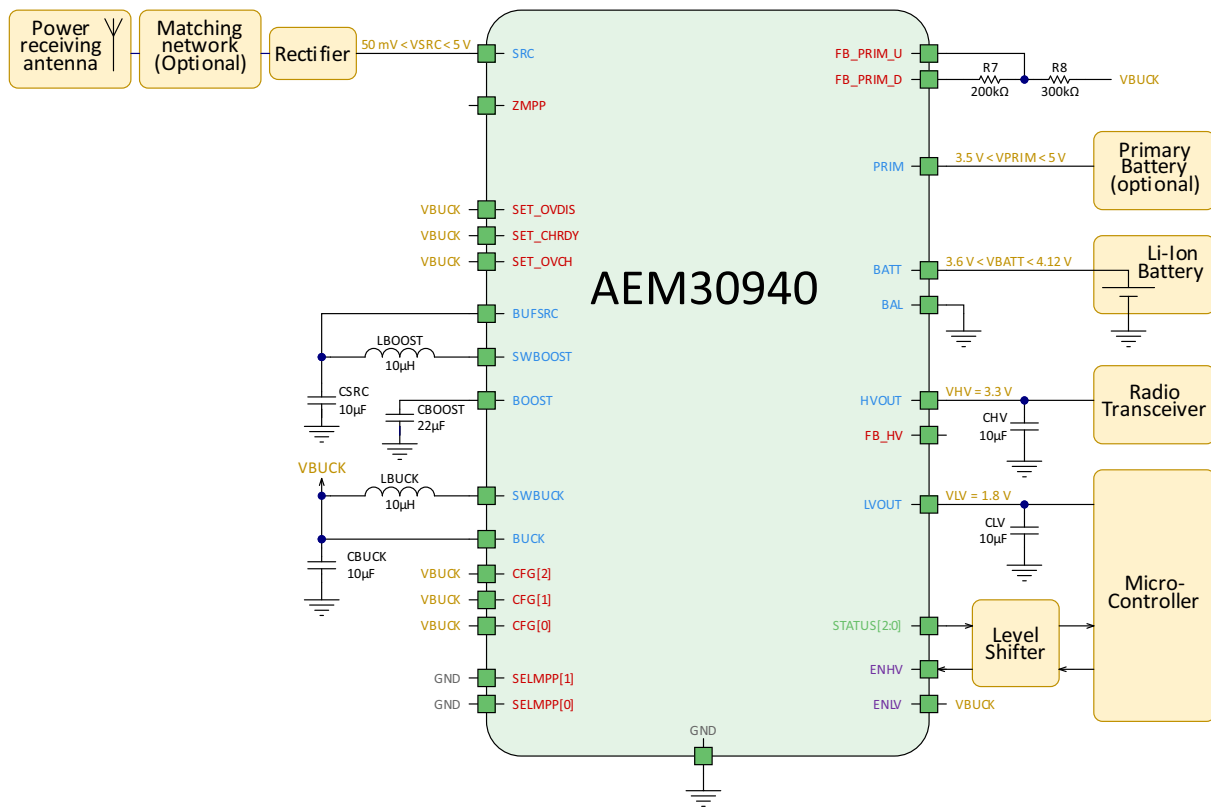 Power
receiving
antenna
Matching
network
(Optional)
Rectifier
50 mV < VSRC < 5 V
SRC
ZMPP
VBUCK
SET_OVDIS
VBUCK
SET_CHRDY
VBUCK
SET_OVCH
BUFSRC
LBOOST
10µH
SWBOOST
CSRC
10µF
CBOOST
22µF
BOOST
VBUCK
LBUCK
10µH
SWBUCK
BUCK
CBUCK
10µF
VBUCK
CFG[2]
VBUCK
CFG[1]
VBUCK
CFG[0]
GND
SELMPP[1]
GND
SELMPP[0]
AEM30940
GND
FB_PRIM_U
FB_PRIM_D
R7
200kΩ
R8
300kΩ
VBUCK
PRIM
3.5 V < VPRIM < 5 V
Primary
Battery
(optional)
BATT
3.6 V < VBATT < 4.12 V
Li-Ion
Battery
BAL
HVOUT
VHV = 3.3 V
CHV
10µF
Radio
Transceiver
FB_HV
LVOUT
VLV = 1.8 V
CLV
10µF
Micro-
Controller
STATUS[2:0]
Level
Shifter
ENHV
ENLV
VBUCK